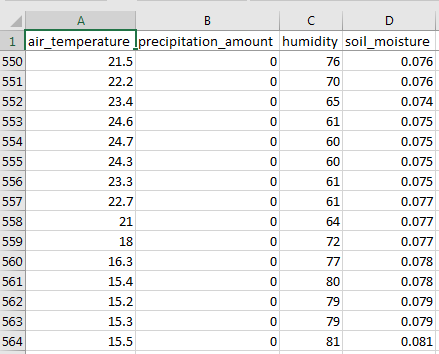 A B C D
1 air_temperature precipitation_amount humidity soil_moisture
550 21.5 0 76 0.076
551 22.2 0 70 0.076
552 23.4 0 65 0.074
553 24.6 0 61 0.075
554 24.7 0 60 0.075
555 24.3 0 60 0.075
556 23.3 0 61 0.075
557 22.7 0 61 0.077
558 21 0 64 0.077
559 18 0 72 0.077
560 16.3 0 77 0.078
561 15.4 0 80 0.078
562 15.2 0 79 0.079
563 15.3 0 79 0.079
564 15.5 0 81 0.081